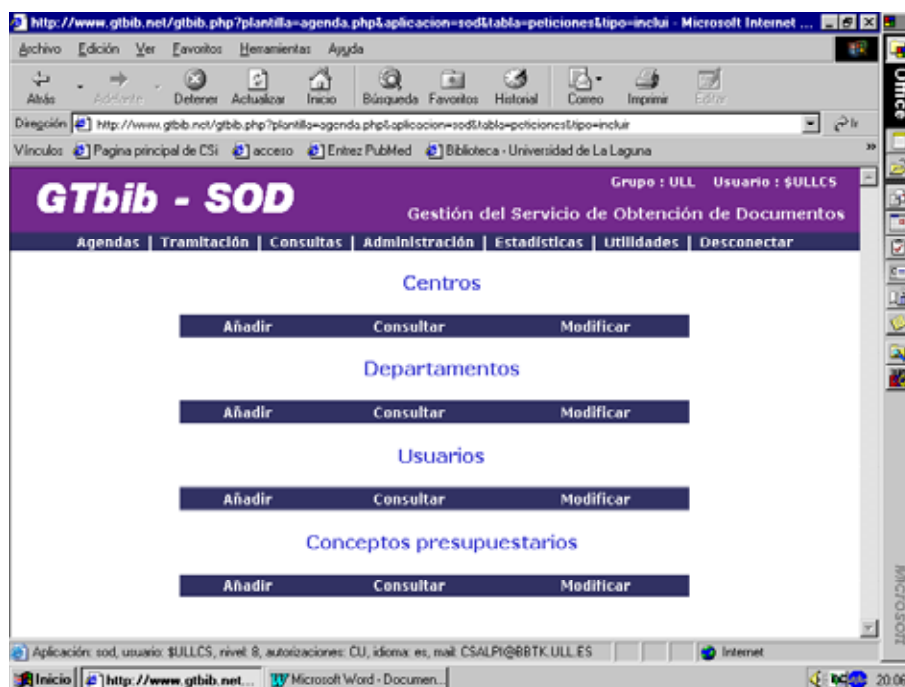 http://www.gtbib.net/gtbib.php?plantilla=agenda.php&aplicacion=sod&tabla=peticiones&tipo=inclui - Microsoft Internet ...
Archivo Edición Ver Favoritos Herramientas Ayuda
Atrás Adelante Detener Actualizar Inicio Búsqueda Favoritos Historial Correo Imprimir Editar
Dirección http://www.gtbib.net/gtbib.php?plantilla=agenda.php&aplicacion=sod&tabla=peticiones&tipo=incluir Ir
Vínculos Pagina principal de CSi acceso Entrez PubMed Biblioteca - Universidad de La Laguna »
Office
GTbib - SOD
Grupo : ULL Usuario : $ULLCS
Gestión del Servicio de Obtención de Documentos
Agendas | Tramitación | Consultas | Administración | Estadísticas | Utilidades | Desconectar
Centros
Añadir Consultar Modificar
Departamentos
Añadir Consultar Modificar
Usuarios
Añadir Consultar Modificar
Conceptos presupuestarios
Añadir Consultar Modificar
Microsoft
Aplicación: sod, usuario: $ULLCS, nivel: 8, autorizaciones: CU, idioma: es, mail: CSALPI@BBTK.ULL.ES Internet
Inicio http://www.gtbib.net... Microsoft Word - Documen... 20:06